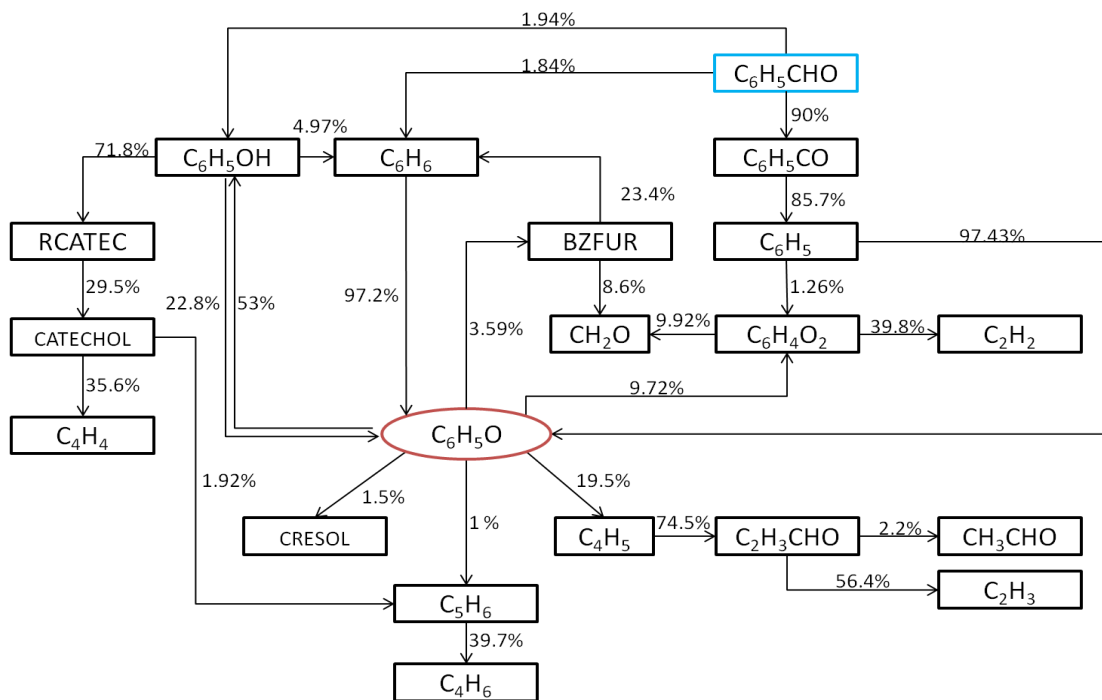 1.94%
C₆H₅CHO
1.84%
90%
4.97%
71.8%
C₆H₅OH
C₆H₆
C₆H₅CO
23.4%
85.7%
RCATEC
BZFUR
C₆H₅
97.43%
29.5%
22.8%
53%
97.2%
8.6%
1.26%
3.59%
CATECHOL
CH₂O
9.92%
C₆H₄O₂
39.8%
C₂H₂
35.6%
9.72%
C₄H₄
C₆H₅O
1.92%
1.5%
1 %
19.5%
CRESOL
C₄H₅
74.5%
C₂H₃CHO
2.2%
CH₃CHO
56.4%
C₂H₃
C₅H₆
39.7%
C₄H₆